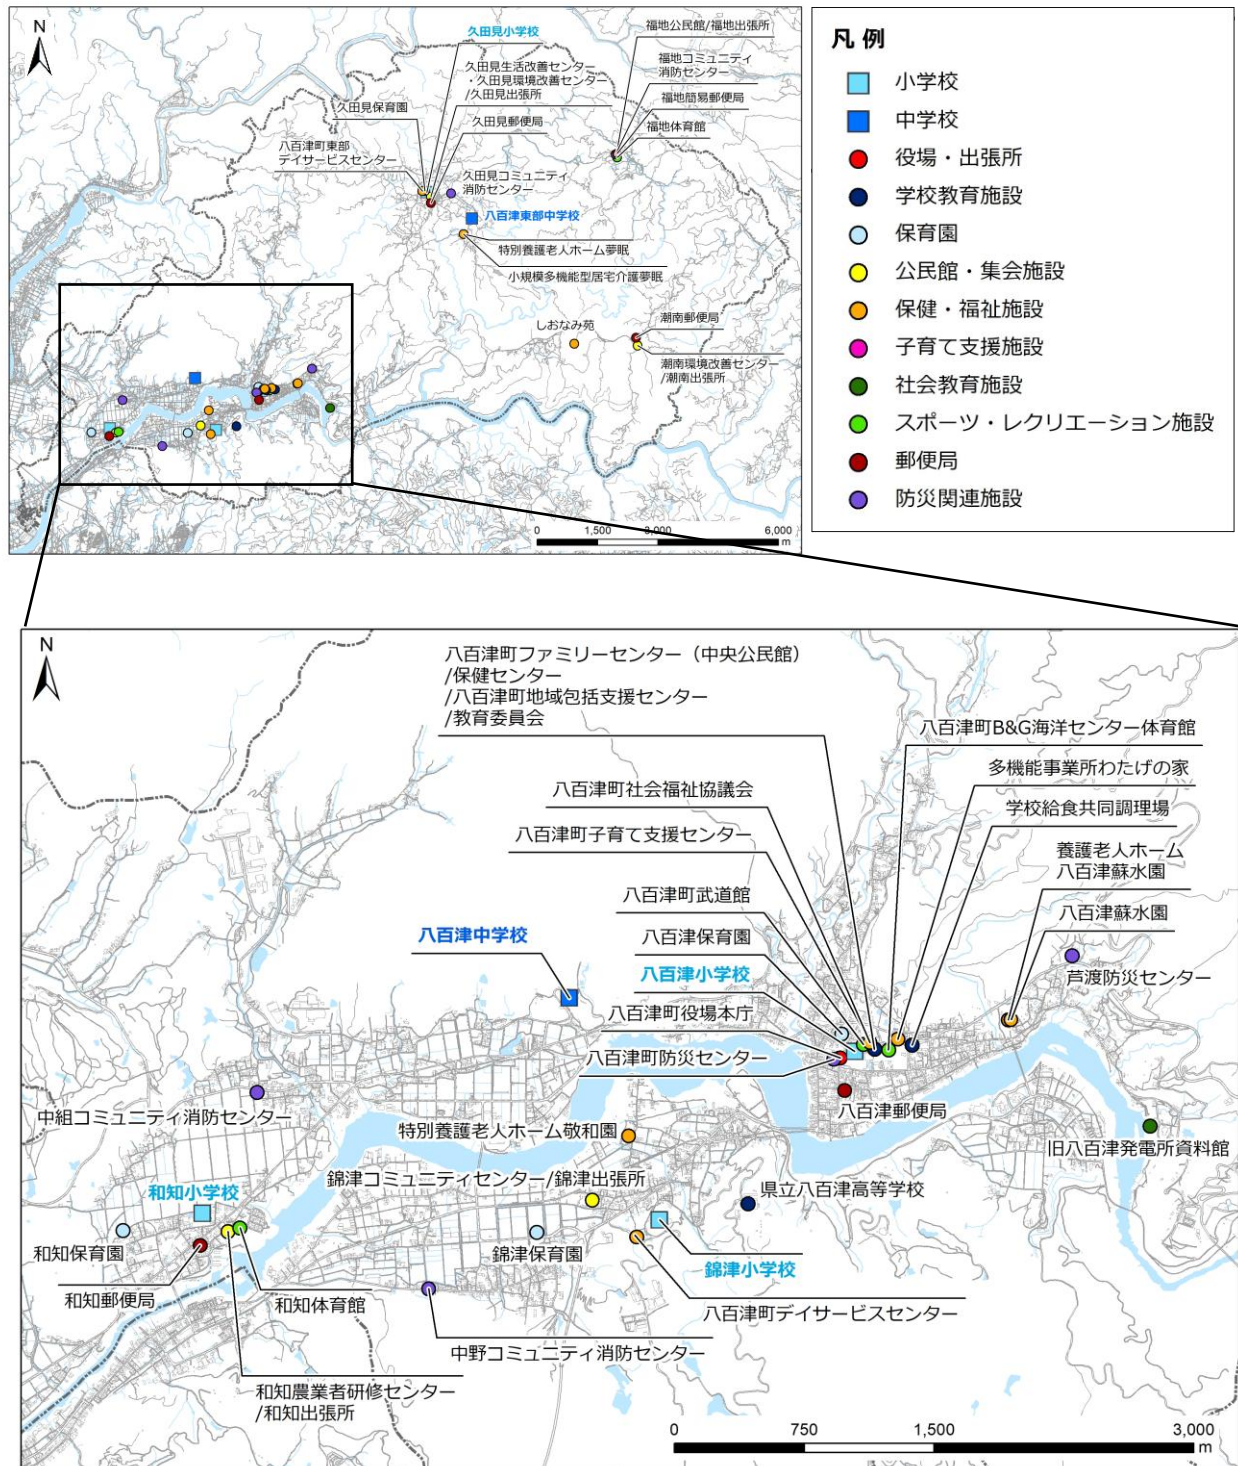 N
久田見小学校
久田見生活改善センター
・久田見環境改善センター
/久田見出張所
久田見保育園
久田見郵便局
八百津町東部
デイサービスセンター
久田見コミュニティ
消防センター
八百津東部中学校
特別養護老人ホーム夢眠
小規模多機能型居宅介護夢眠
福地公民館/福地出張所
福地コミュニティ
消防センター
福地簡易郵便局
福地体育館
しおなみ苑
潮南郵便局
潮南環境改善センター
/潮南出張所
0 1,500 3,000 6,000
m
凡 例
小学校
中学校
役場・出張所
学校教育施設
保育園
公民館・集会施設
保健・福祉施設
子育て支援施設
社会教育施設
スポーツ・レクリエーション施設
郵便局
防災関連施設
N
八百津町ファミリーセンター（中央公民館）
/保健センター
/八百津町地域包括支援センター
/教育委員会
八百津町B&G海洋センター体育館
多機能事業所わたげの家
八百津町社会福祉協議会
学校給食共同調理場
八百津町子育て支援センター
養護老人ホーム
八百津蘇水園
八百津町武道館
八百津蘇水園
八百津中学校
八百津保育園
八百津小学校
芦渡防災センター
八百津町役場本庁
八百津町防災センター
中組コミュニティ消防センター
八百津郵便局
特別養護老人ホーム敬和園
旧八百津発電所資料館
錦津コミュニティセンター/錦津出張所
県立八百津高等学校
和知小学校
和知保育園
錦津保育園
錦津小学校
和知郵便局
和知体育館
八百津町デイサービスセンター
中野コミュニティ消防センター
和知農業者研修センター
/和知出張所
0 750 1,500 3,000
m